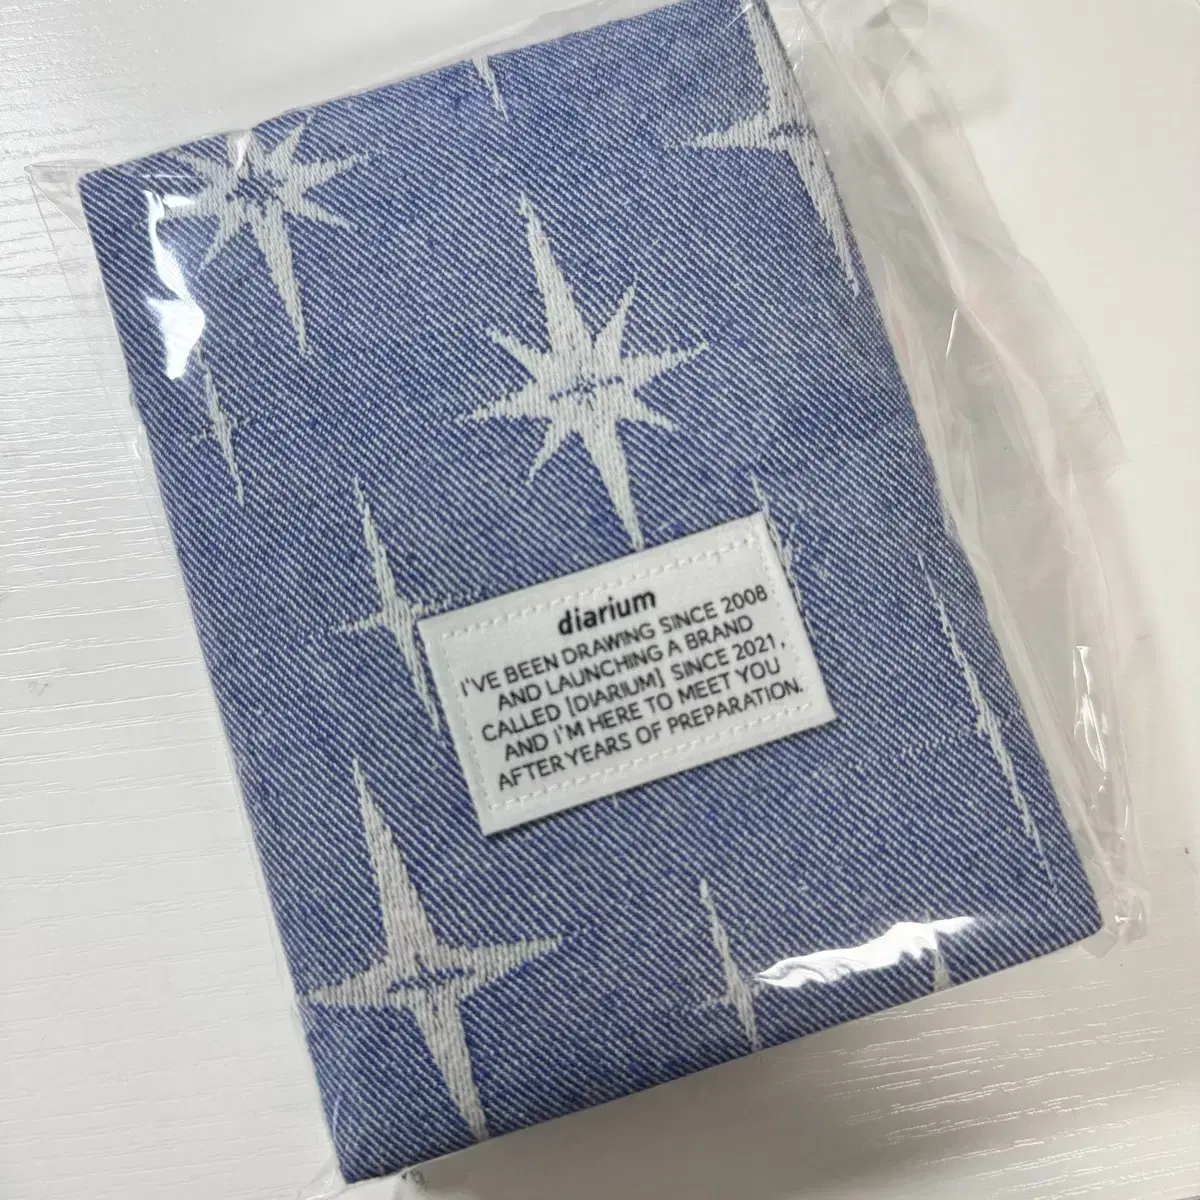 diarium
I'VE BEEN DRAWING SINCE 2008
AND LAUNCHING A BRAND
CALLED [DIARIUM] SINCE 2021,
AND I'M HERE TO MEET YOU
AFTER YEARS OF PREPARATION.